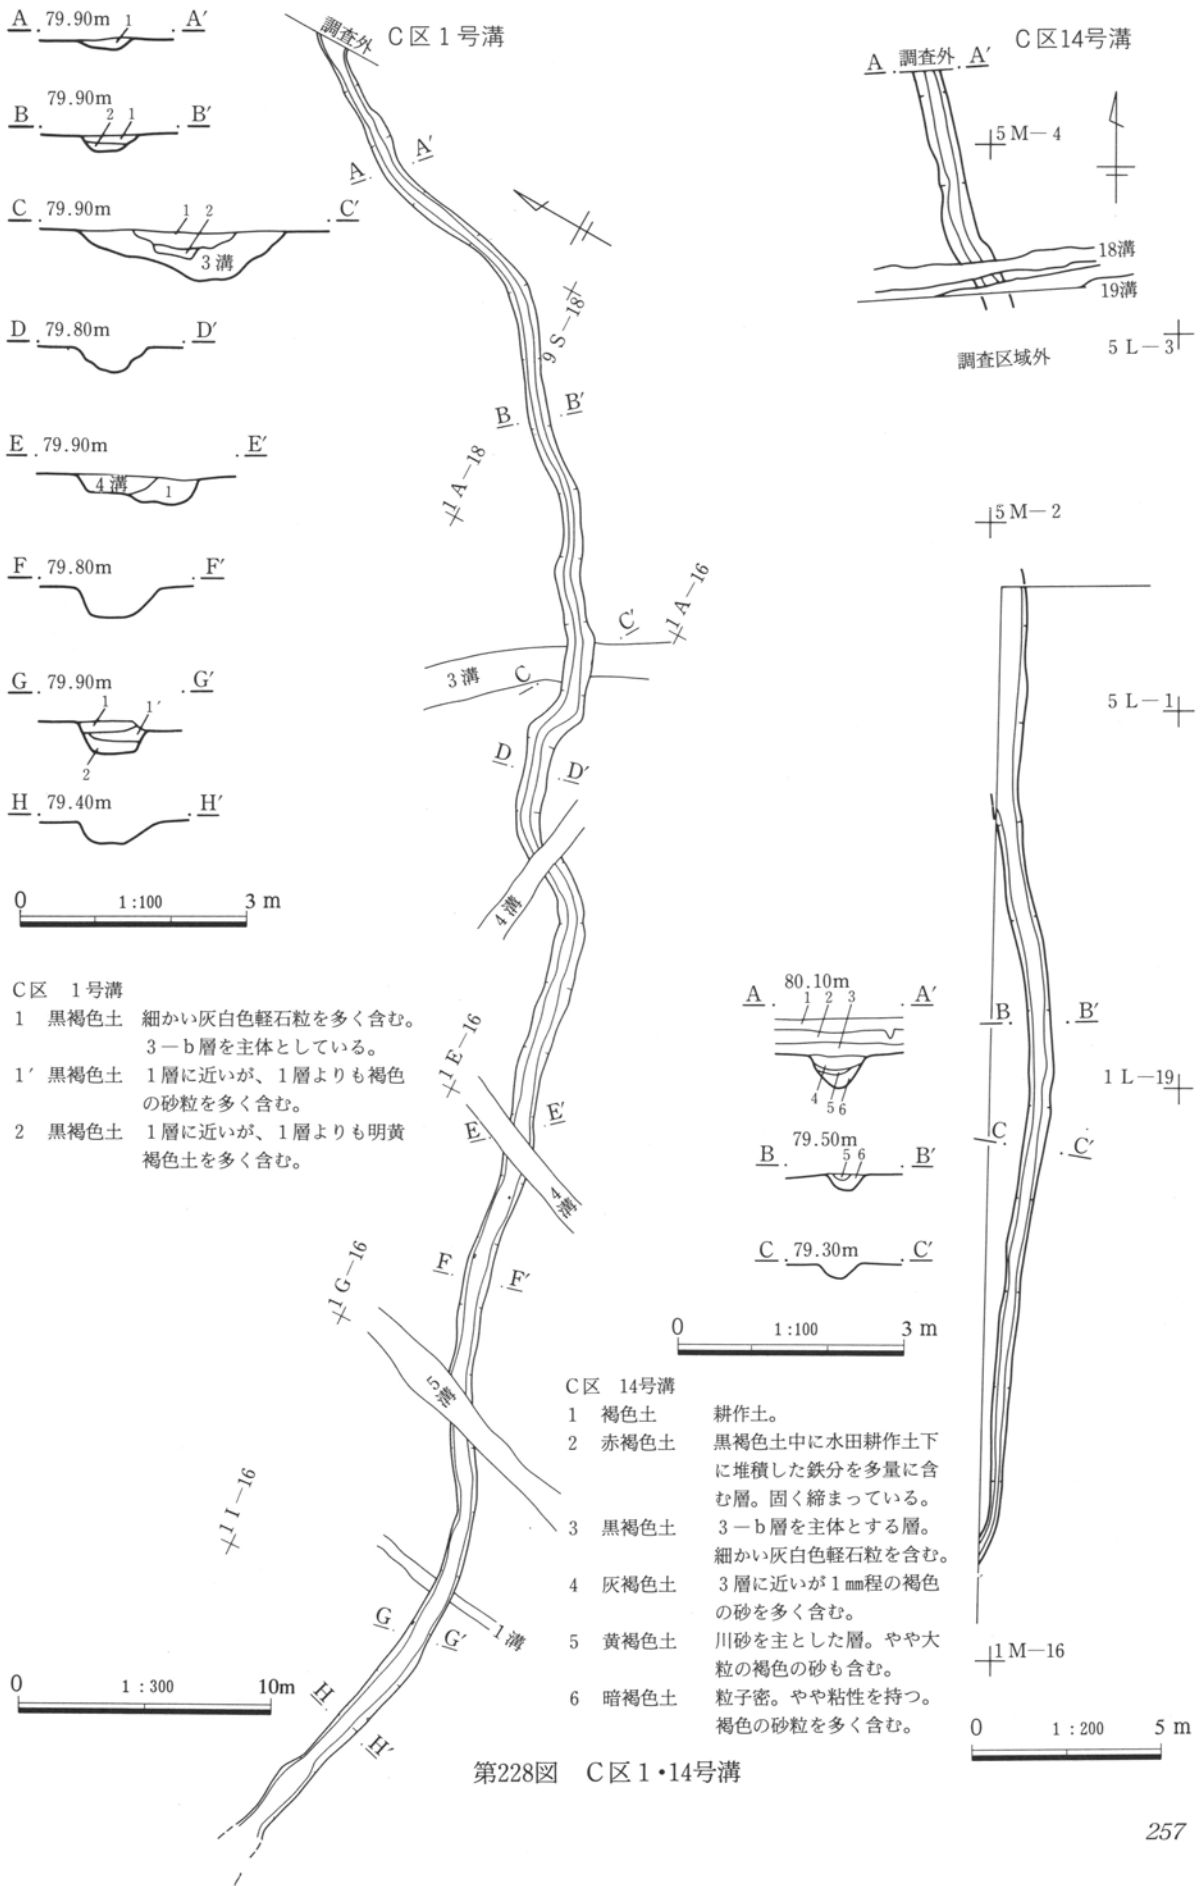 C区1号溝
調査外
A 79.90m A′
1
B 79.90m B′
2 1
C 79.90m C′
1 2
3溝
D 79.80m D′
E 79.90m E′
4溝 1
F 79.80m F′
G 79.90m G′
1 1′
2
H 79.40m H′
0 1:100 3m
C区 1号溝
1 黒褐色土 細かい灰白色軽石粒を多く含む。
3―b層を主体としている。
1′ 黒褐色土 1層に近いが、1層よりも褐色
の砂粒を多く含む。
2 黒褐色土 1層に近いが、1層よりも明黄
褐色土を多く含む。
A A′
9S―18
B B′
1A―18
1A―16
C C′
3溝
D D′
4溝
1E―16
E E′
4溝
F F′
1G―16
5溝
1I―16
G G′
1溝
H H′
0 1:300 10m
C区14号溝
A 調査外 A′
5M―4
18溝
19溝
5L―3
調査区域外
5M―2
5L―1
B B′
1L―19
C C′
1M―16
0 1:200 5m
A 80.10m A′
1 2 3
4 5 6
B 79.50m B′
5 6
C 79.30m C′
0 1:100 3m
C区 14号溝
1 褐色土 耕作土。
2 赤褐色土 黒褐色土中に水田耕作土下
に堆積した鉄分を多量に含
む層。固く締まっている。
3 黒褐色土 3―b層を主体とする層。
細かい灰白色軽石粒を含む。
4 灰褐色土 3層に近いが1㎜程の褐色
の砂を多く含む。
5 黄褐色土 川砂を主とした層。やや大
粒の褐色の砂も含む。
6 暗褐色土 粒子密。やや粘性を持つ。
褐色の砂粒を多く含む。
第228図 C区1・14号溝
257